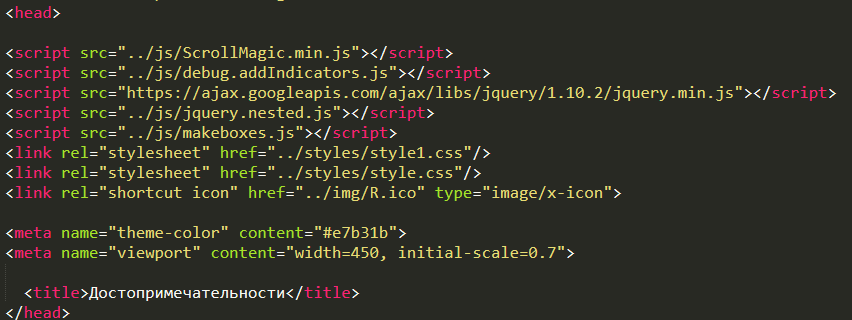 <head>
<script src="../js/ScrollMagic.min.js"></script>
<script src="../js/debug.addIndicators.js"></script>
<script src="https://ajax.googleapis.com/ajax/libs/jquery/1.10.2/jquery.min.js"></script>
<script src="../js/jquery.nested.js"></script>
<script src="../js/makeboxes.js"></script>
<link rel="stylesheet" href="../styles/style1.css"/>
<link rel="stylesheet" href="../styles/style.css"/>
<link rel="shortcut icon" href="../img/R.ico" type="image/x-icon">
<meta name="theme-color" content="#e7b31b">
<meta name="viewport" content="width=450, initial-scale=0.7">
<title>Достопримечательности</title>
</head>